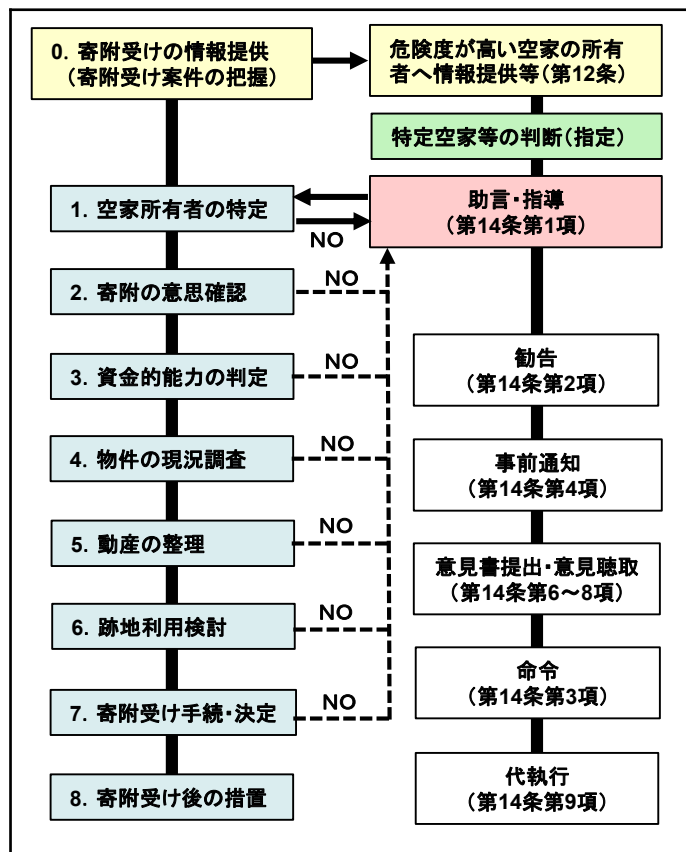 0. 寄附受けの情報提供
（寄附受け案件の把握）
危険度が高い空家の所有
者へ情報提供等（第12条）
特定空家等の判断（指定）
1. 空家所有者の特定
助言・指導
（第14条第1項）
NO
2. 寄附の意思確認
NO
3. 資金的能力の判定
NO
勧告
（第14条第2項）
4. 物件の現況調査
NO
事前通知
（第14条第4項）
5. 動産の整理
NO
意見書提出・意見聴取
（第14条第6～8項）
6. 跡地利用検討
NO
命令
（第14条第3項）
7. 寄附受け手続・決定
NO
8. 寄附受け後の措置
代執行
（第14条第9項）